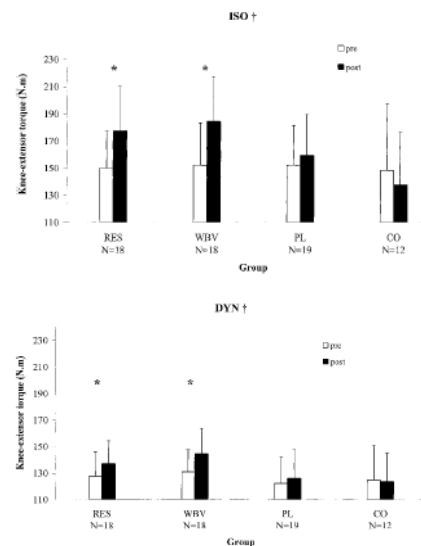 ISO †
pre
post
Knee-extensor torque (N.m)
230
210
190
170
150
130
110
*
*
RES
WBV
PL
CO
N=18
N=18
N=19
N=12
Group
DYN †
pre
post
Knee-extensor torque (N.m)
230
210
190
170
150
130
110
*
*
RES
WBV
PL
CO
N=18
N=18
N=19
N=12
Group